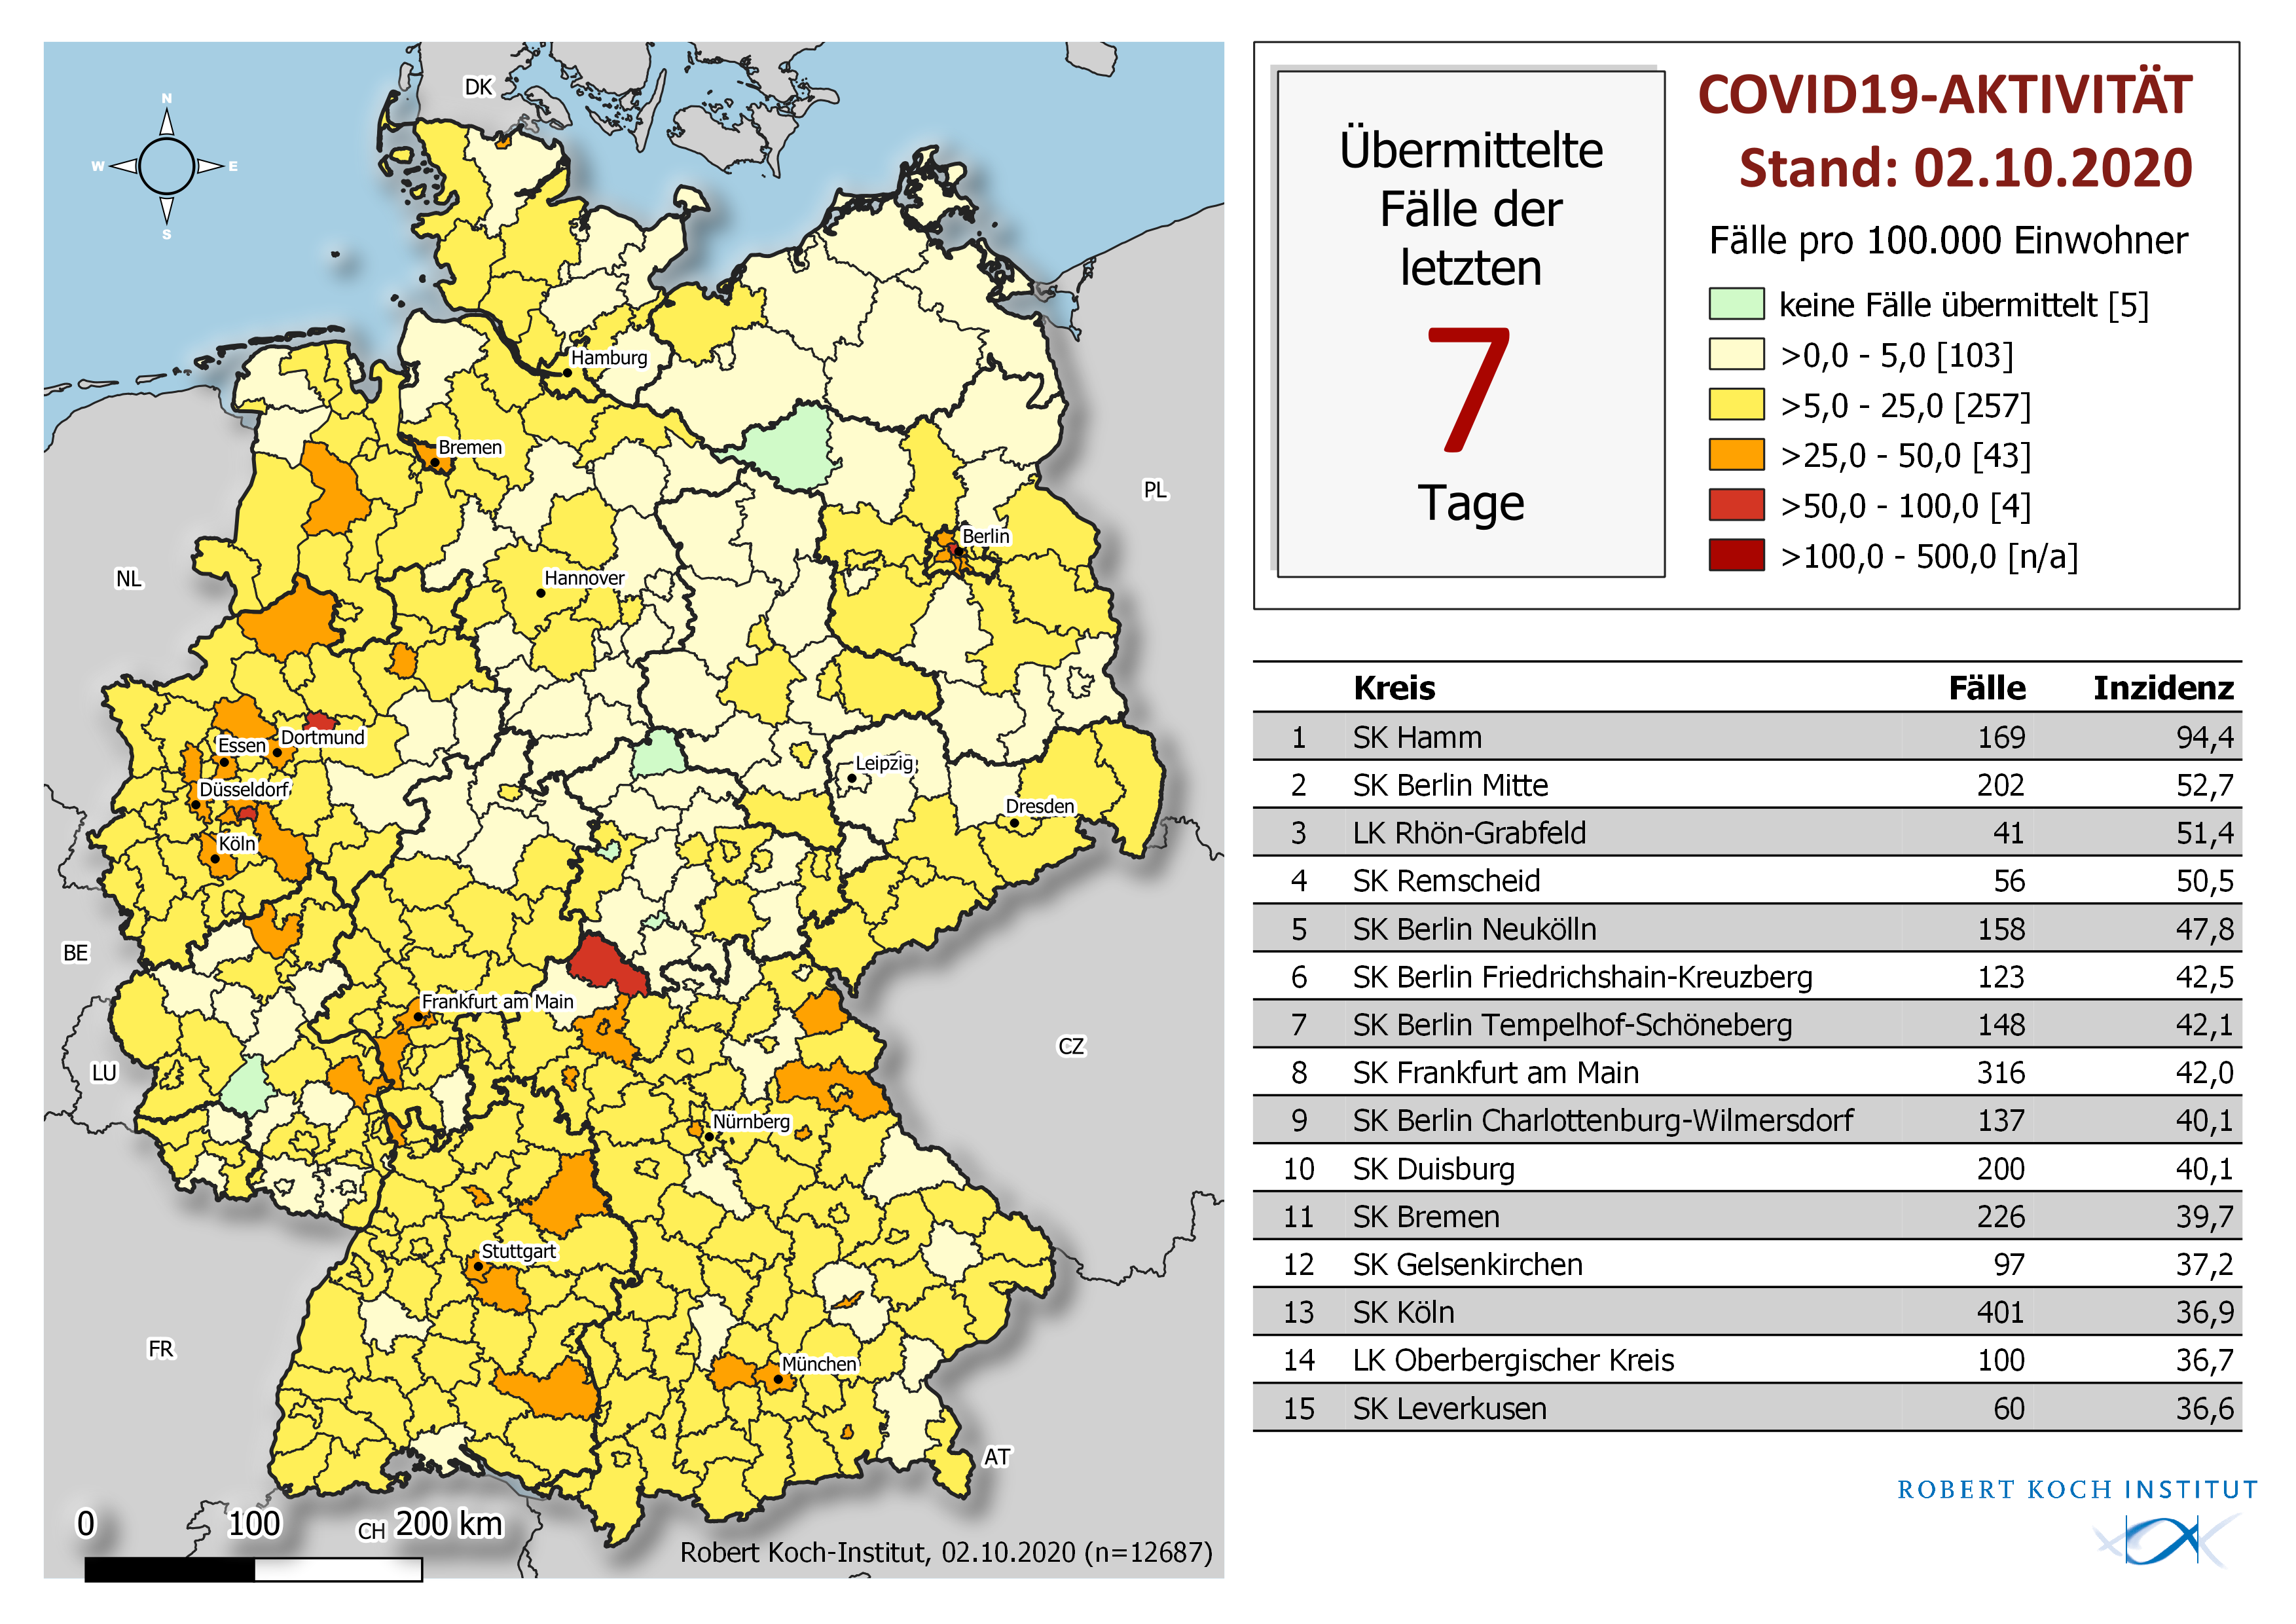 N
W
E
S
DK
Hamburg
Bremen
PL
Berlin
NL
Hannover
Dortmund
Essen
Düsseldorf
Leipzig
Dresden
Köln
BE
Frankfurt am Main
CZ
LU
Nürnberg
Stuttgart
FR
München
AT
0
100
CH
200 km
Robert Koch-Institut, 02.10.2020 (n=12687)
Übermittelte
Fälle der
letzten
7
Tage
COVID19-AKTIVITÄT
Stand: 02.10.2020
Fälle pro 100.000 Einwohner
keine Fälle übermittelt [5]
>0,0 - 5,0 [103]
>5,0 - 25,0 [257]
>25,0 - 50,0 [43]
>50,0 - 100,0 [4]
>100,0 - 500,0 [n/a]
Kreis Fälle Inzidenz
1 SK Hamm 169 94,4
2 SK Berlin Mitte 202 52,7
3 LK Rhön-Grabfeld 41 51,4
4 SK Remscheid 56 50,5
5 SK Berlin Neukölln 158 47,8
6 SK Berlin Friedrichshain-Kreuzberg 123 42,5
7 SK Berlin Tempelhof-Schöneberg 148 42,1
8 SK Frankfurt am Main 316 42,0
9 SK Berlin Charlottenburg-Wilmersdorf 137 40,1
10 SK Duisburg 200 40,1
11 SK Bremen 226 39,7
12 SK Gelsenkirchen 97 37,2
13 SK Köln 401 36,9
14 LK Oberbergischer Kreis 100 36,7
15 SK Leverkusen 60 36,6
ROBERT KOCH INSTITUT